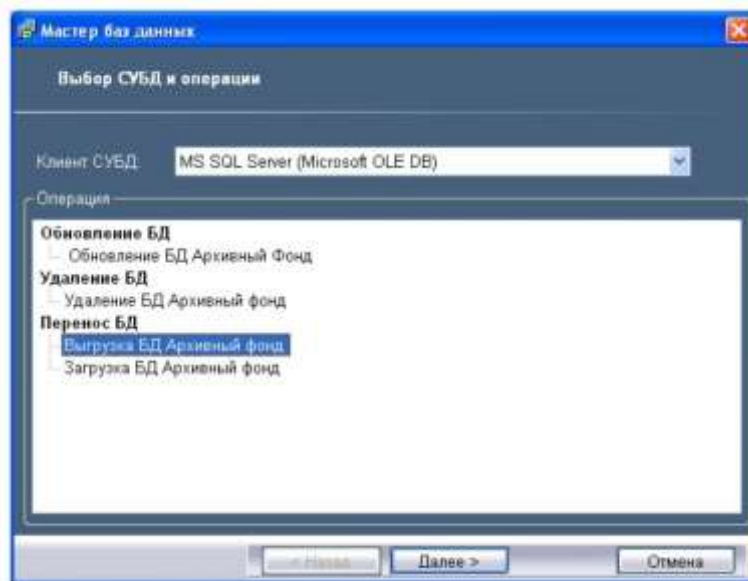 Мастер баз данных
Выбор СУБД и операции
Клиент СУБД: MS SQL Server (Microsoft OLE DB)
Операция
Обновление БД
Обновление БД Архивный Фонд
Удаление БД
Удаление БД Архивный фонд
Перенос БД
Выгрузка БД Архивный фонд
Загрузка БД Архивный фонд
< Назад Далее > Отмена